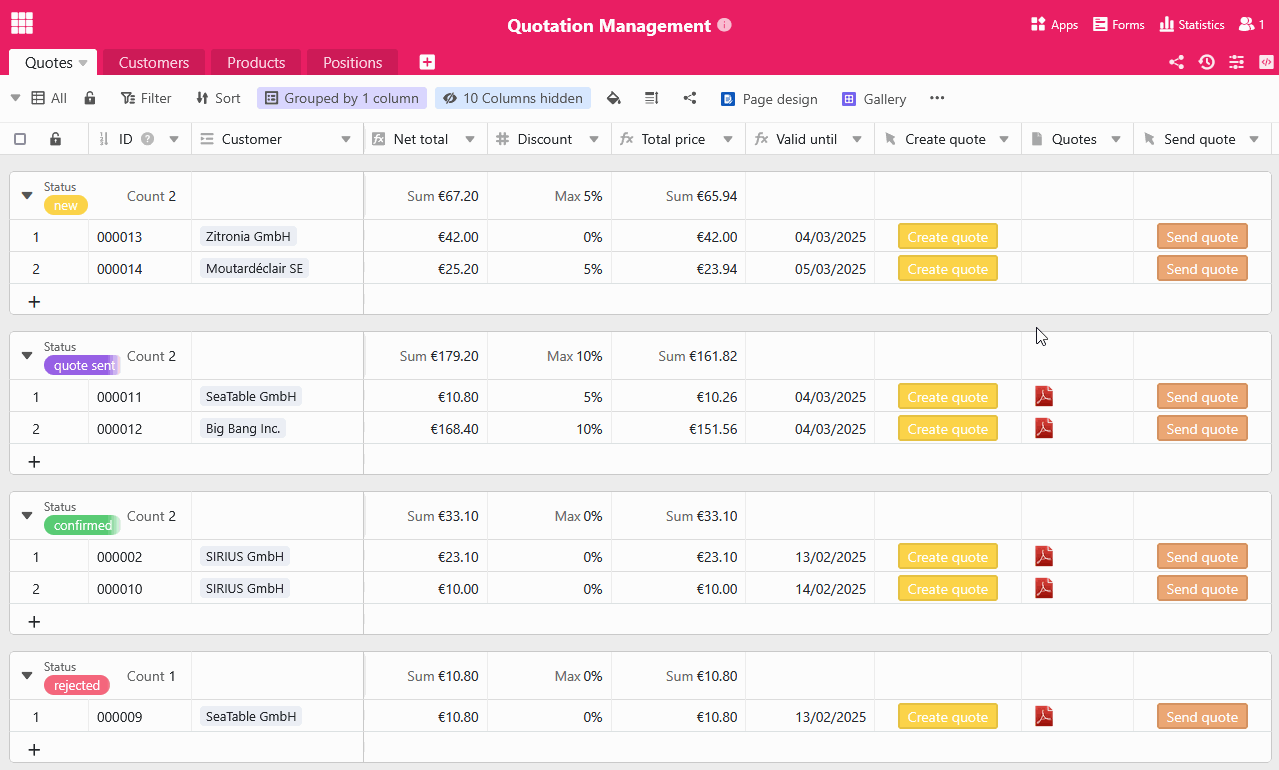 Quotation Management
Apps Forms Statistics 1
Quotes Customers Products Positions
All Filter Sort Grouped by 1 column 10 Columns hidden Page design Gallery
ID Customer Net total Discount Total price Valid until Create quote Quotes Send quote
Status
new Count 2 Sum €67.20 Max 5% Sum €65.94
1 000013 Zitronia GmbH €42.00 0% €42.00 04/03/2025 Create quote Send quote
2 000014 Moutardéclair SE €25.20 5% €23.94 05/03/2025 Create quote Send quote
Status
quote sent Count 2 Sum €179.20 Max 10% Sum €161.82
1 000011 SeaTable GmbH €10.80 5% €10.26 04/03/2025 Create quote Send quote
2 000012 Big Bang Inc. €168.40 10% €151.56 04/03/2025 Create quote Send quote
Status
confirmed Count 2 Sum €33.10 Max 0% Sum €33.10
1 000002 SIRIUS GmbH €23.10 0% €23.10 13/02/2025 Create quote Send quote
2 000010 SIRIUS GmbH €10.00 0% €10.00 14/02/2025 Create quote Send quote
Status
rejected Count 1 Sum €10.80 Max 0% Sum €10.80
1 000009 SeaTable GmbH €10.80 0% €10.80 13/02/2025 Create quote Send quote